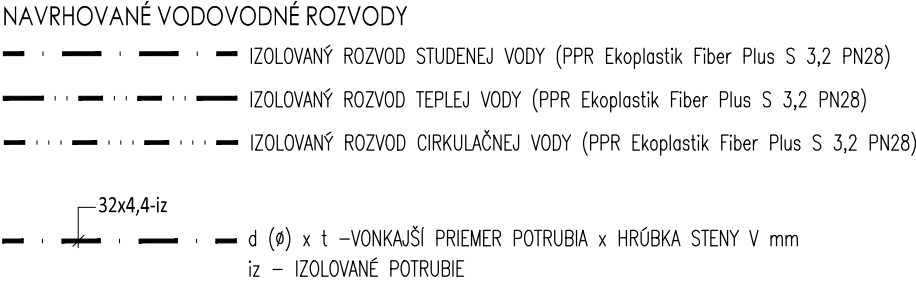 NAVRHOVANÉ VODOVODNÉ ROZVODY
IZOLOVANÝ ROZVOD STUDENEJ VODY (PPR Ekoplastik Fiber Plus S 3,2 PN28)
IZOLOVANÝ ROZVOD TEPLEJ VODY (PPR Ekoplastik Fiber Plus S 3,2 PN28)
IZOLOVANÝ ROZVOD CIRKULAČNEJ VODY (PPR Ekoplastik Fiber Plus S 3,2 PN28)
32x4,4-iz
d (ø) x t -VONKAJŠÍ PRIEMER POTRUBIA x HRÚBKA STENY V mm
iz - IZOLOVANÉ POTRUBIE